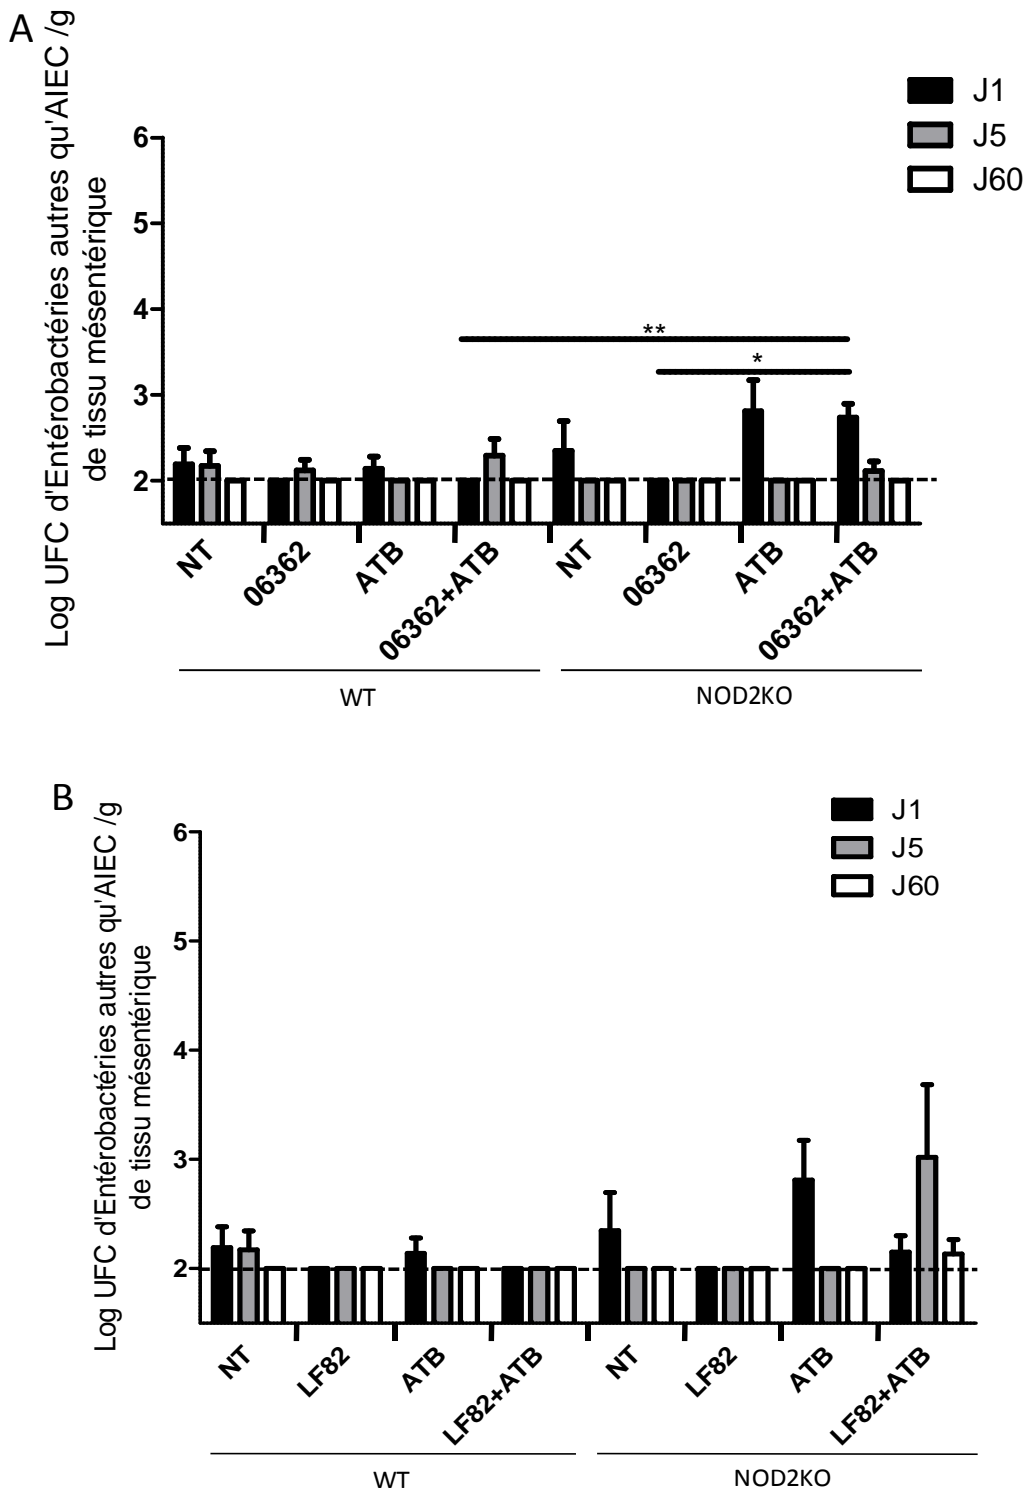 A
Log UFC d'Entérobactéries autres qu'AIEC /g
de tissu mésentérique
J1
J5
J60
6
5
4
3
2
**
*
NT
06362
ATB
06362+ATB
NT
06362
ATB
06362+ATB
WT
NOD2KO
B
Log UFC d'Entérobactéries autres qu'AIEC /g
de tissu mésentérique
J1
J5
J60
6
5
4
3
2
NT
LF82
ATB
LF82+ATB
NT
LF82
ATB
LF82+ATB
WT
NOD2KO